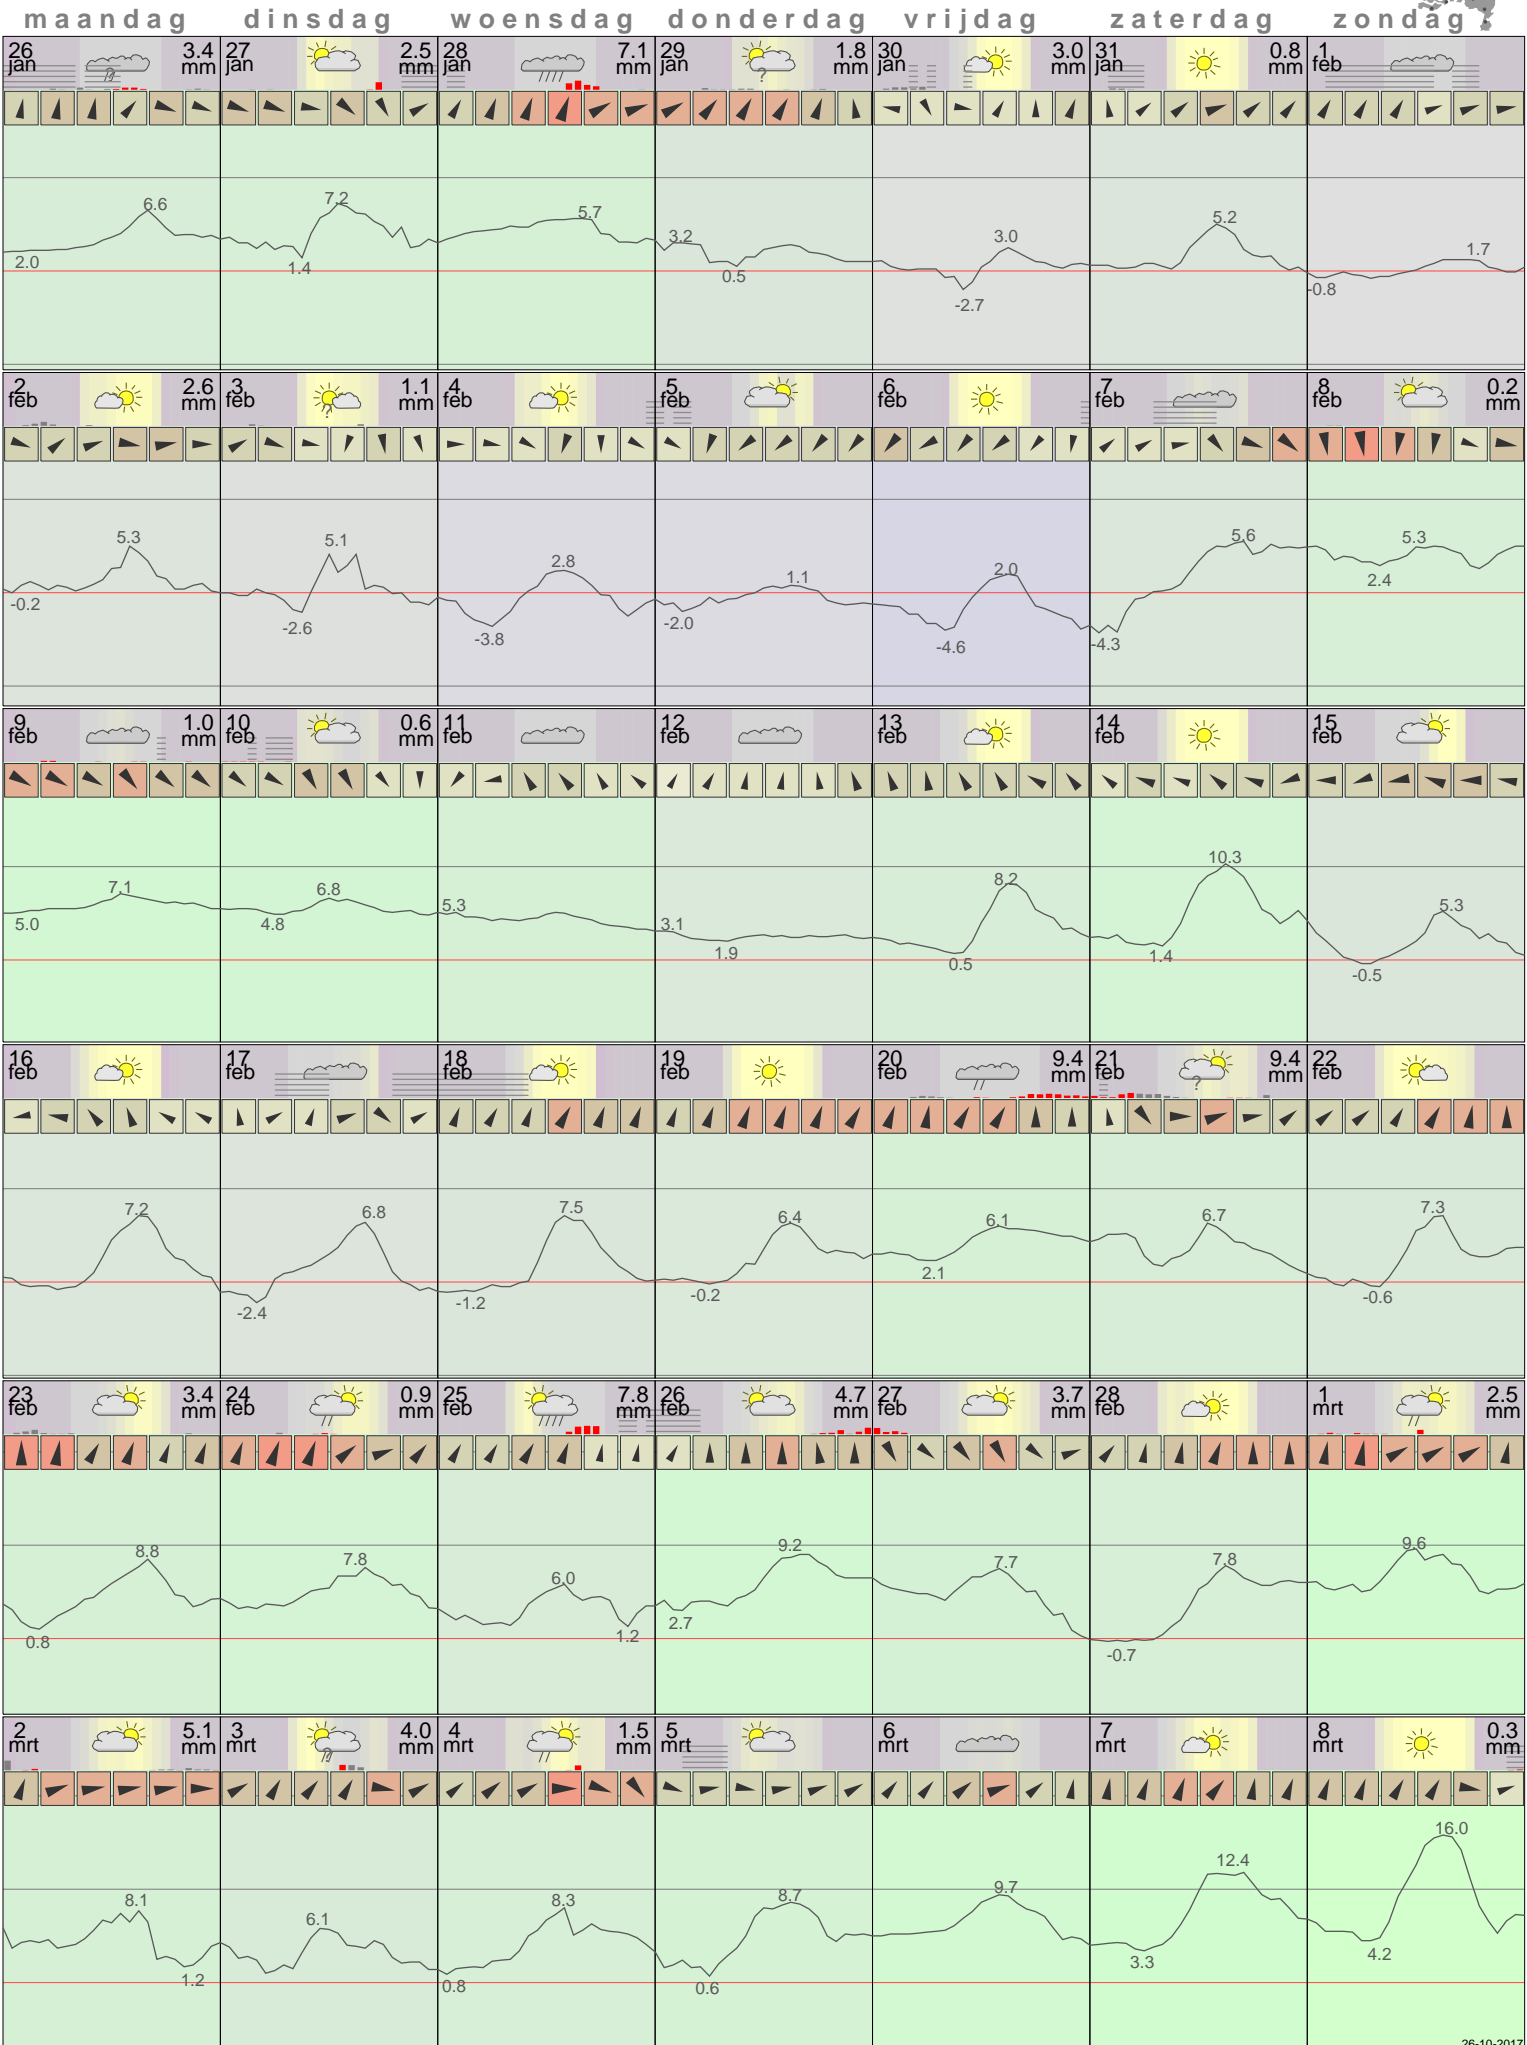 maandag dinsdag woensdag donderdag vrijdag zaterdag zondag
26 jan 3.4 mm 27 jan 2.5 mm 28 jan 7.1 mm 29 jan 1.8 mm 30 jan 3.0 mm 31 jan 0.8 mm 1 feb
2.0 6.6 1.4 7.2 5.7 3.2 0.5 -2.7 3.0 5.2 -0.8 1.7
2 feb 2.6 mm 3 feb 1.1 mm 4 feb 5 feb 6 feb 7 feb 8 feb 0.2 mm
-0.2 5.3 -2.6 5.1 -3.8 2.8 -2.0 1.1 -4.6 2.0 -4.3 5.6 2.4 5.3
9 feb 1.0 mm 10 feb 0.6 mm 11 feb 12 feb 13 feb 14 feb 15 feb
5.0 7.1 4.8 6.8 5.3 3.1 1.9 0.5 8.2 1.4 10.3 -0.5 5.3
16 feb 17 feb 18 feb 19 feb 20 feb 9.4 mm 21 feb 9.4 mm 22 feb
7.2 -2.4 6.8 -1.2 7.5 -0.2 6.4 2.1 6.1 6.7 -0.6 7.3
23 feb 3.4 mm 24 feb 0.9 mm 25 feb 7.8 mm 26 feb 4.7 mm 27 feb 3.7 mm 28 feb 1 mrt 2.5 mm
0.8 8.8 7.8 6.0 1.2 2.7 9.2 7.7 -0.7 7.8 9.6
2 mrt 5.1 mm 3 mrt 4.0 mm 4 mrt 1.5 mm 5 mrt 6 mrt 7 mrt 8 mrt 0.3 mm
8.1 1.2 6.1 0.8 8.3 0.6 8.7 9.7 3.3 12.4 4.2 16.0
26-10-2017